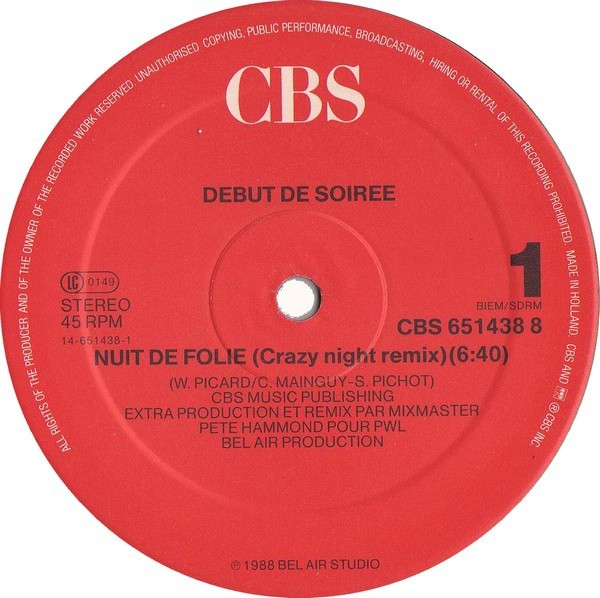 ALL RIGHTS OF THE PRODUCER AND OF THE OWNER OF THE RECORDED WORK RESERVED. UNAUTHORISED COPYING, PUBLIC PERFORMANCE, BROADCASTING, HIRING OR RENTAL OF THIS RECORDING PROHIBITED. MADE IN HOLLAND. CBS AND ℗ CBS INC.
CBS
DEBUT DE SOIREE
LC 0149
STEREO
45 RPM
14-651438-1
1
BIEM/SDRM
CBS 651438 8
NUIT DE FOLIE (Crazy night remix)(6:40)
(W. PICARD/C. MAINGUY-S. PICHOT)
CBS MUSIC PUBLISHING
EXTRA PRODUCTION ET REMIX PAR MIXMASTER
PETE HAMMOND POUR PWL
BEL AIR PRODUCTION
℗ 1988 BEL AIR STUDIO